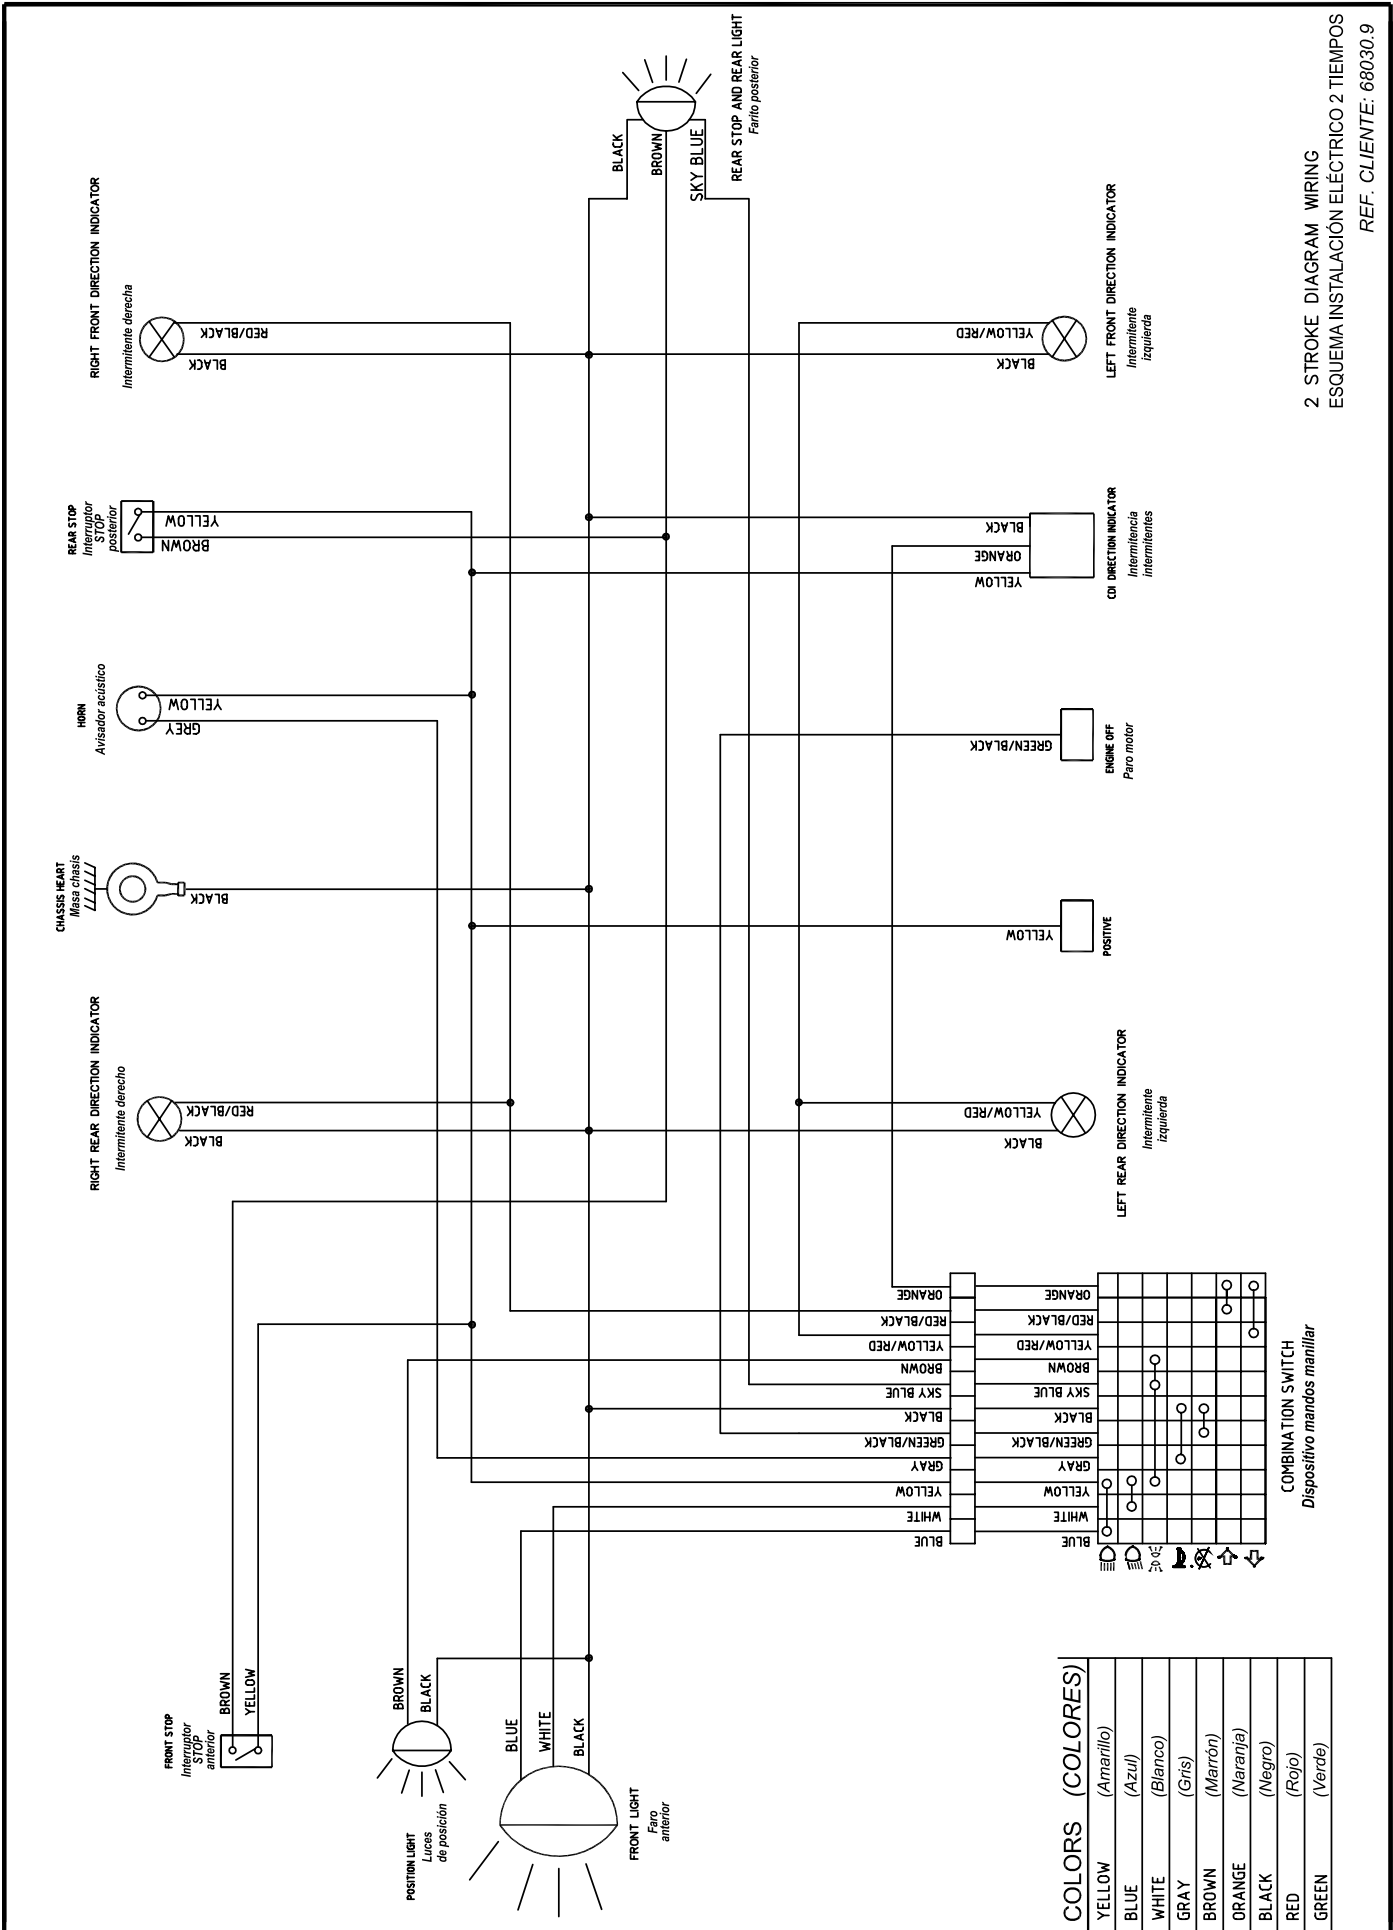 2 STROKE DIAGRAM WIRING
ESQUEMA INSTALACIÓN ELÉCTRICO 2 TIEMPOS
REF. CLIENTE: 68030.9
REAR STOP AND REAR LIGHT
Farito posterior
BLACK
BROWN
SKY BLUE
RIGHT FRONT DIRECTION INDICATOR
Intermitente derecha
RED/BLACK
BLACK
LEFT FRONT DIRECTION INDICATOR
Intermitente
izquierda
YELLOW/RED
BLACK
REAR STOP
Interruptor
STOP
posterior
YELLOW
BROWN
CDI DIRECTION INDICATOR
Intermitencia
intermitentes
BLACK
ORANGE
YELLOW
HORN
Avisador acústico
YELLOW
GREY
ENGINE OFF
Paro motor
GREEN/BLACK
CHASSIS HEART
Masa chasis
BLACK
POSITIVE
YELLOW
RIGHT REAR DIRECTION INDICATOR
Intermitente derecho
RED/BLACK
BLACK
LEFT REAR DIRECTION INDICATOR
Intermitente
izquierda
YELLOW/RED
BLACK
ORANGE
RED/BLACK
YELLOW/RED
BROWN
SKY BLUE
BLACK
GREEN/BLACK
GRAY
YELLOW
WHITE
BLUE
ORANGE
RED/BLACK
YELLOW/RED
BROWN
SKY BLUE
BLACK
GREEN/BLACK
GRAY
YELLOW
WHITE
BLUE
COMBINATION SWITCH
Dispositivo mandos manillar
FRONT STOP
Interruptor
STOP
anterior
BROWN
YELLOW
POSITION LIGHT
Luces
de posición
BROWN
BLACK
FRONT LIGHT
Faro
anterior
BLUE
WHITE
BLACK
COLORS (COLORES)
YELLOW (Amarillo)
BLUE (Azul)
WHITE (Blanco)
GRAY (Gris)
BROWN (Marrón)
ORANGE (Naranja)
BLACK (Negro)
RED (Rojo)
GREEN (Verde)